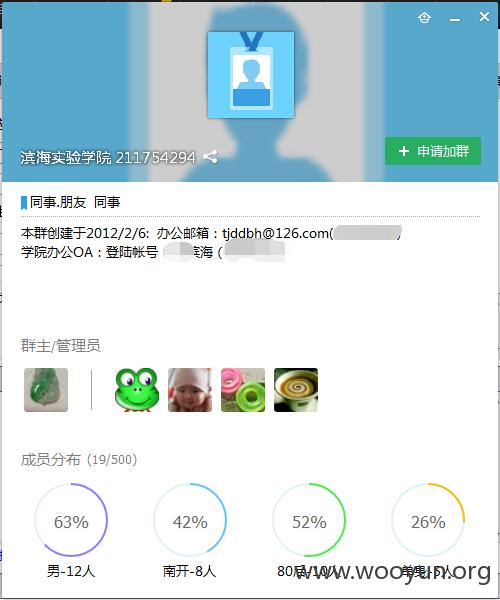 滨海实验学院 211754294
申请加群
同事.朋友 同事
本群创建于2012/2/6: 办公邮箱：tjddbh@126.com(
学院办公OA：登陆帐号 滨海 (
群主/管理员
成员分布 (19/500)
63% 42% 52% 26%
男-12人 南开-8人 80后-10人 单身-5人
www.wooyun.org